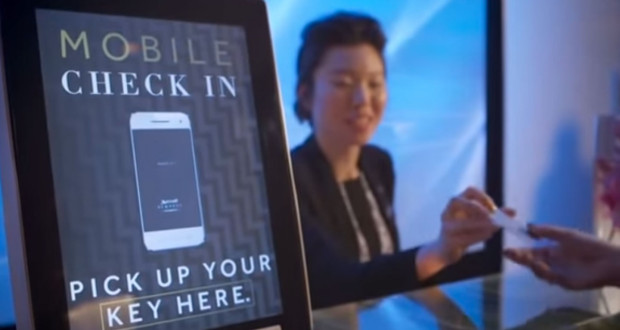 MOBILE
CHECK IN
PICK UP YOUR
KEY HERE.